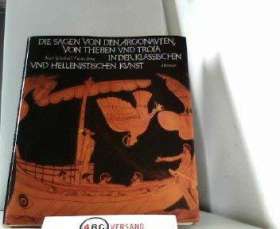 DIE SAGEN VON DEN ARGONAUTEN,
VON THEBEN UND TROIA
IN DER KLASSISCHEN
UND HELLENISTISCHEN KUNST
ABC VERSAND